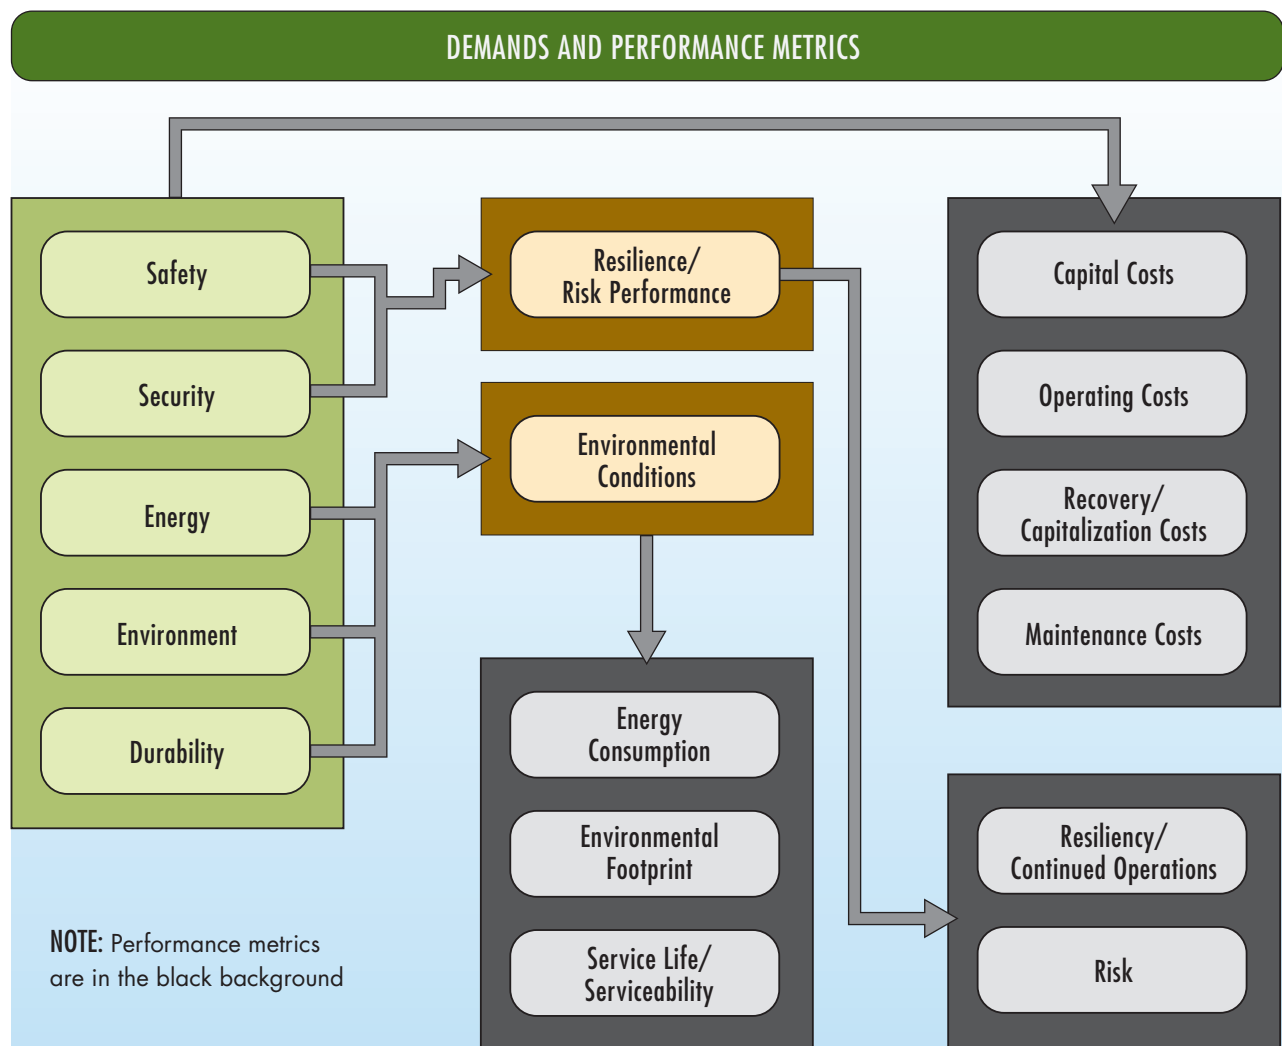 DEMANDS AND PERFORMANCE METRICS
Safety
Security
Energy
Environment
Durability
Resilience/
Risk Performance
Environmental
Conditions
Energy
Consumption
Environmental
Footprint
Service Life/
Serviceability
Capital Costs
Operating Costs
Recovery/
Capitalization Costs
Maintenance Costs
Resiliency/
Continued Operations
Risk
NOTE: Performance metrics
are in the black background